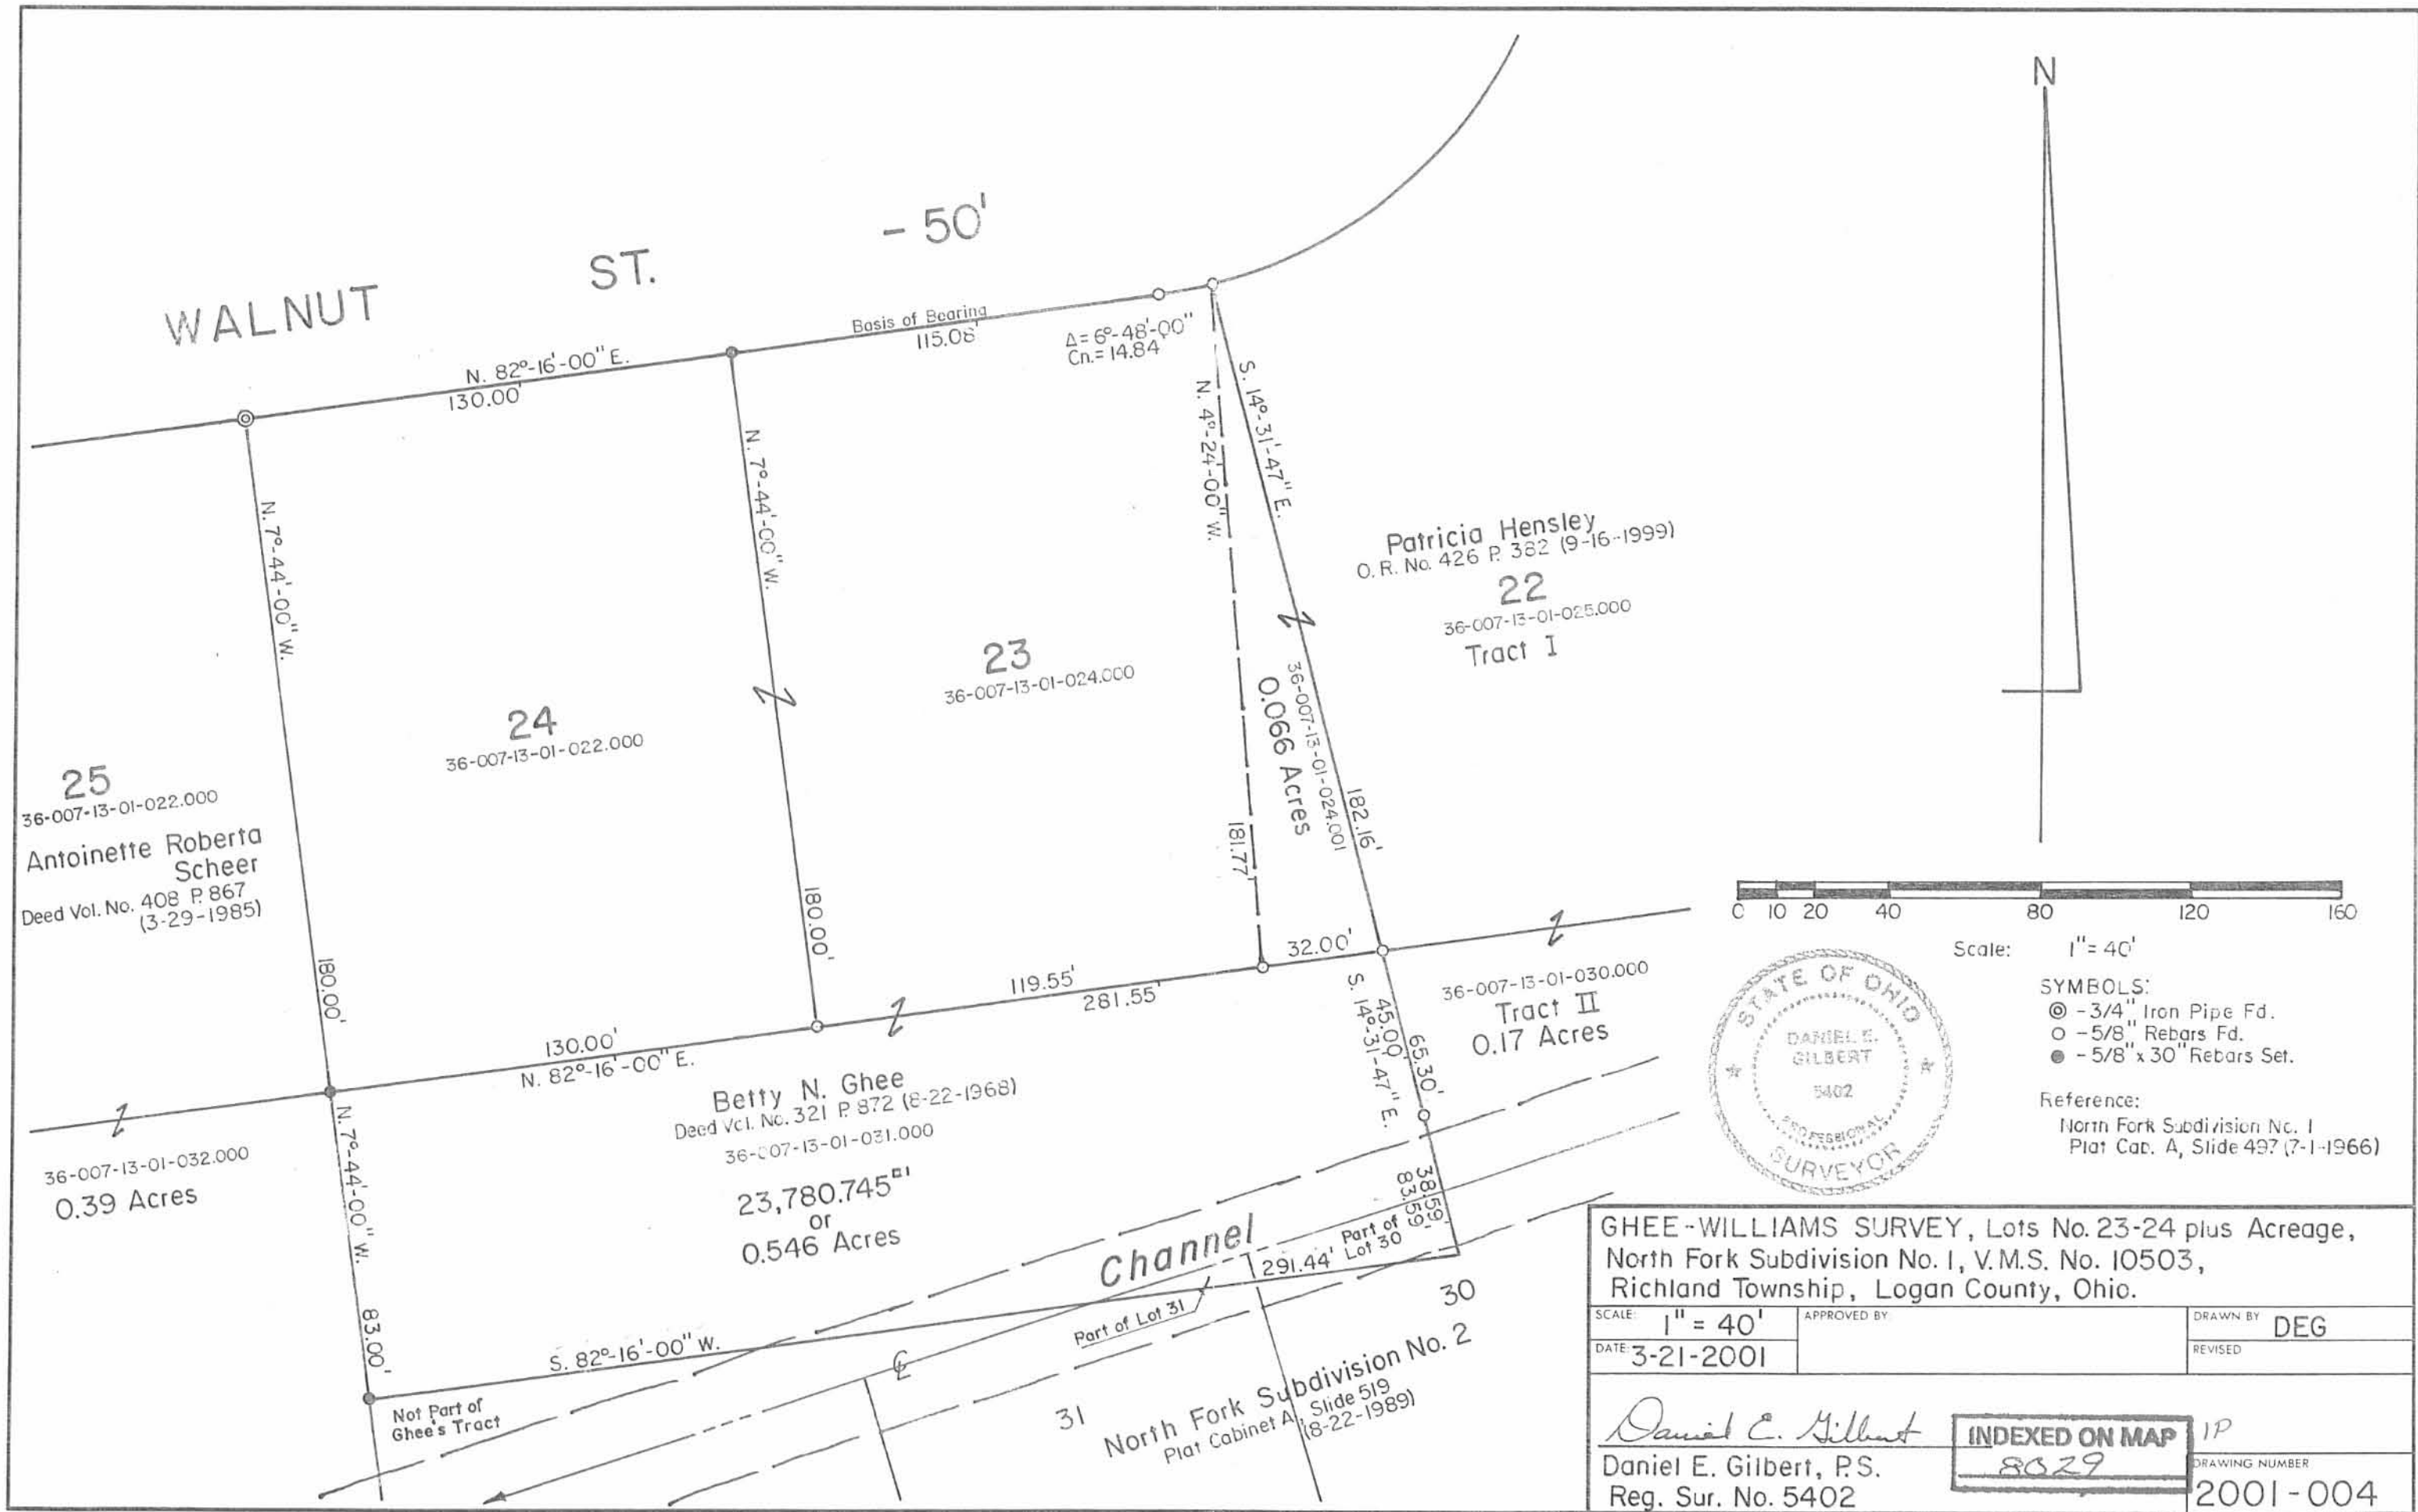 N
WALNUT ST. - 50'
Basis of Bearing
115.08'
Δ= 6°-48'-00"
Cn.= 14.84'
N. 82°-16'-00" E.
130.00'
N. 7°-44'-00" W.
180.00'
N. 7°-44'-00" W.
180.00'
N. 4°-24'-00" W.
181.77'
S. 14°-31'-47" E.
182.16'
36-007-13-01-024.001
0.066 Acres
Patricia Hensley
O. R. No. 426 P. 382 (9-16-1999)
22
36-007-13-01-025.000
Tract I
23
36-007-13-01-024.000
24
36-007-13-01-022.000
25
36-007-13-01-022.000
Antoinette Roberta
Scheer
Deed Vol. No. 408 P. 867
(3-29-1985)
32.00'
119.55'
281.55'
130.00'
N. 82°-16'-00" E.
36-007-13-01-030.000
Tract II
0.17 Acres
S. 14°-31'-47" E.
45.00'
65.30'
38.59'
83.59'
Betty N. Ghee
Deed Vol. No. 321 P. 872 (8-22-1968)
36-007-13-01-031.000
23,780.745
or
0.546 Acres
36-007-13-01-032.000
0.39 Acres
N. 7°-44'-00" W.
83.00'
Channel
Part of
Lot 30
291.44'
Part of Lot 31
S. 82°-16'-00" W.
Not Part of
Ghee's Tract
30
31
North Fork Subdivision No. 2
Plat Cabinet A, Slide 519
(8-22-1989)
0 10 20 40 80 120 160
Scale: 1" = 40'
SYMBOLS:
◎ - 3/4" Iron Pipe Fd.
○ - 5/8" Rebars Fd.
● - 5/8" x 30" Rebars Set.
Reference:
North Fork Subdivision No. 1
Plat Cab. A, Slide 497 (7-1-1966)
STATE OF OHIO
DANIEL E.
GILBERT
5402
PROFESSIONAL
SURVEYOR
GHEE-WILLIAMS SURVEY, Lots No. 23-24 plus Acreage,
North Fork Subdivision No. 1, V.M.S. No. 10503,
Richland Township, Logan County, Ohio.
SCALE: 1" = 40'
APPROVED BY
DRAWN BY DEG
DATE: 3-21-2001
REVISED
Daniel E. Gilbert
Daniel E. Gilbert, P.S.
Reg. Sur. No. 5402
INDEXED ON MAP
8029
1P
DRAWING NUMBER
2001-004